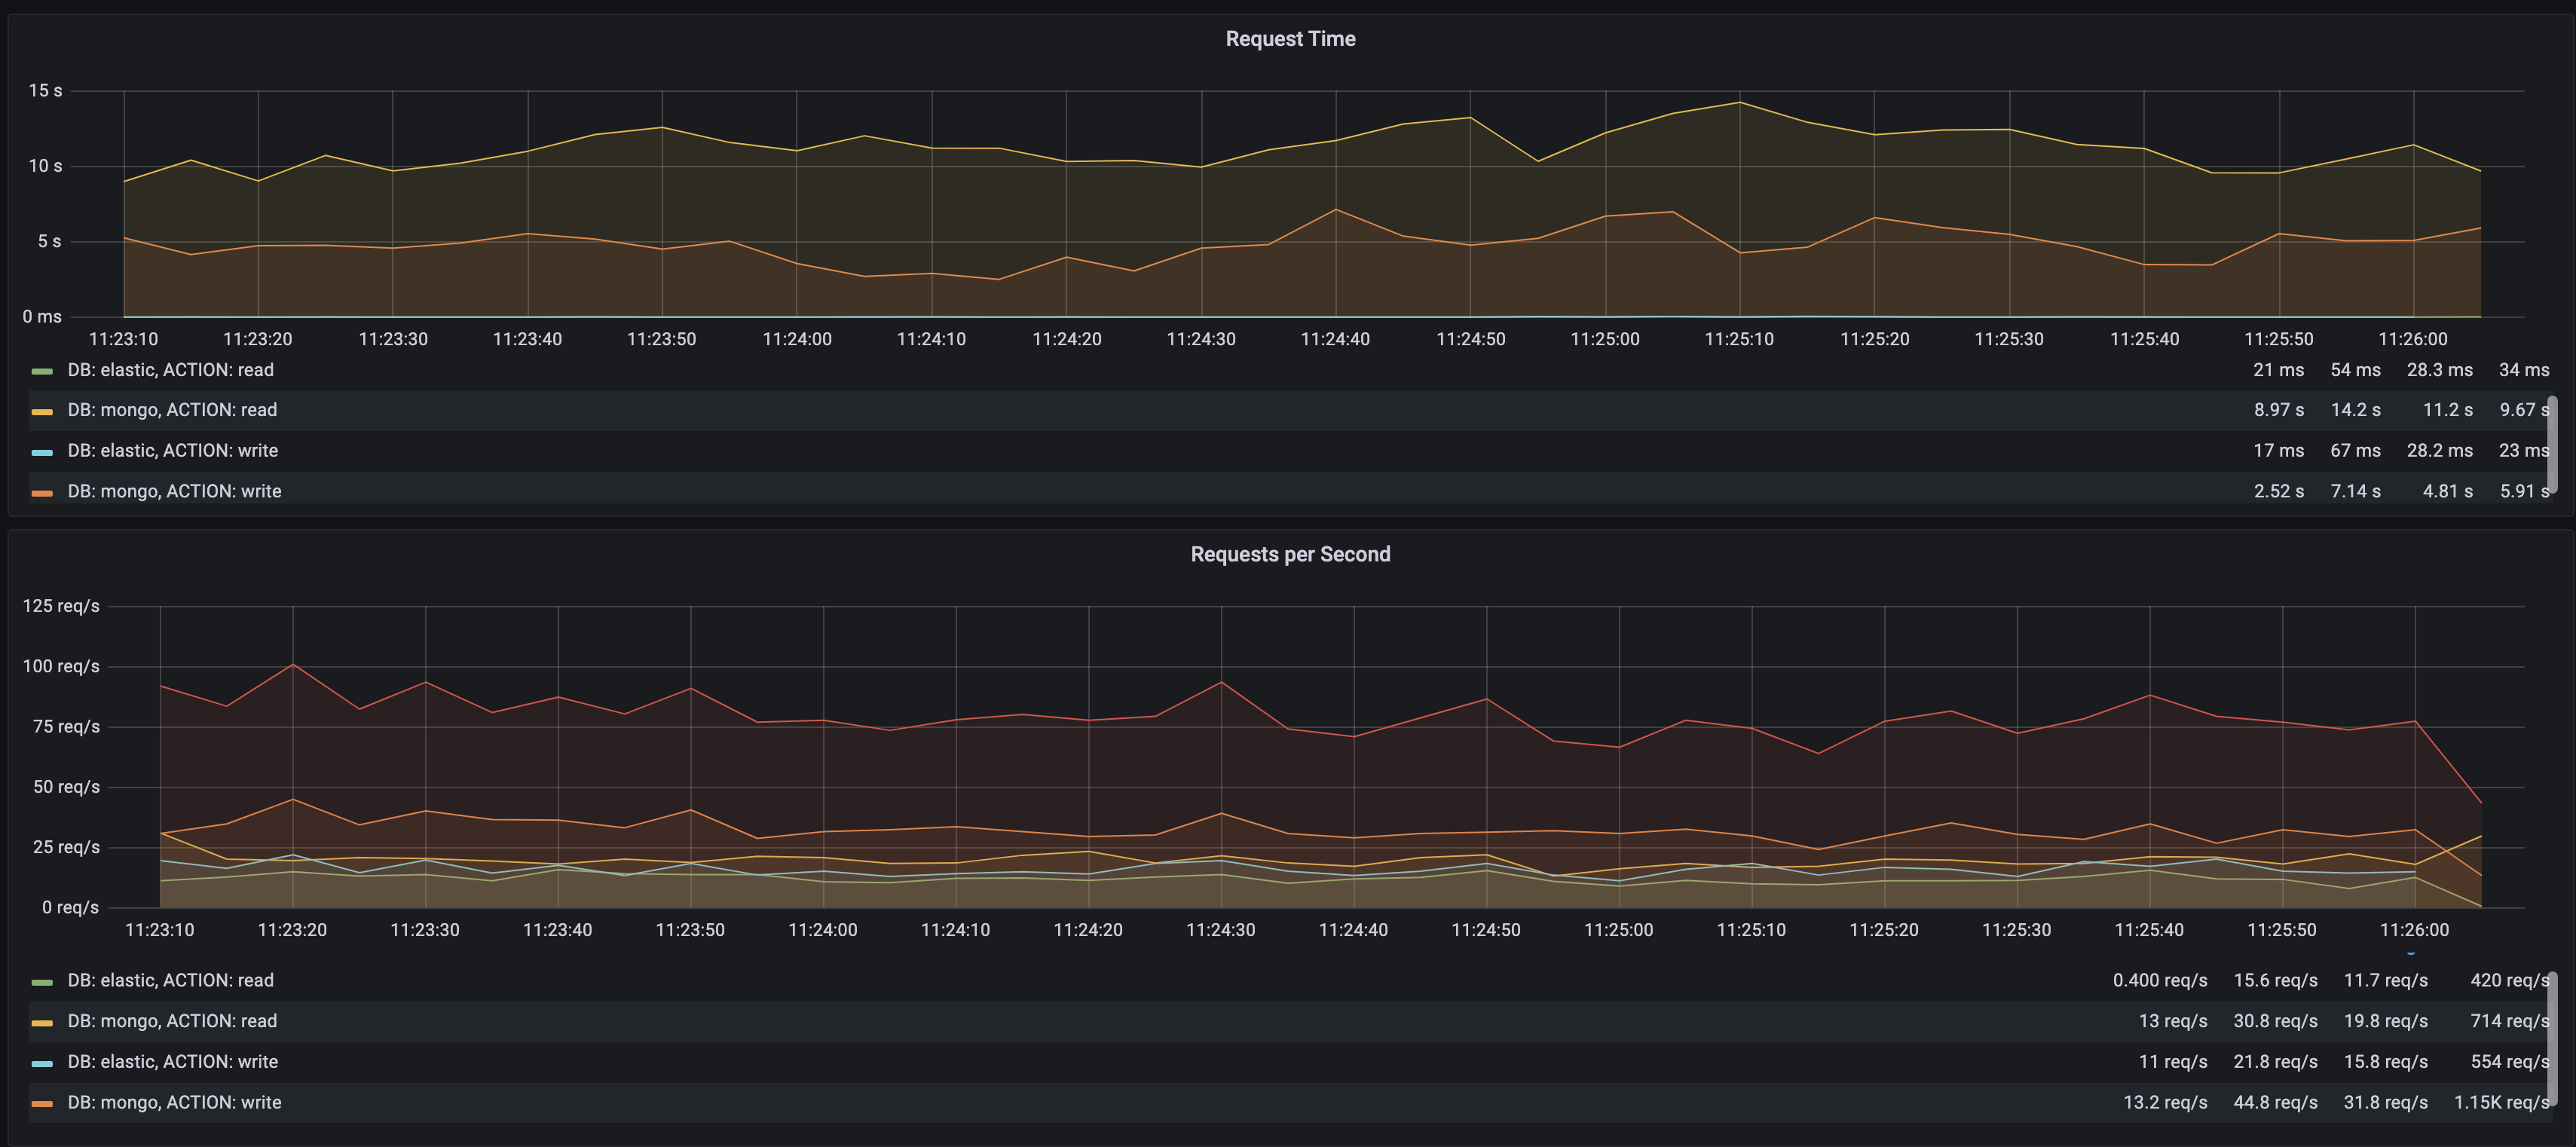 Request Time
15 s
10 s
5 s
0 ms
11:23:10 11:23:20 11:23:30 11:23:40 11:23:50 11:24:00 11:24:10 11:24:20 11:24:30 11:24:40 11:24:50 11:25:00 11:25:10 11:25:20 11:25:30 11:25:40 11:25:50 11:26:00
DB: elastic, ACTION: read 21 ms 54 ms 28.3 ms 34 ms
DB: mongo, ACTION: read 8.97 s 14.2 s 11.2 s 9.67 s
DB: elastic, ACTION: write 17 ms 67 ms 28.2 ms 23 ms
DB: mongo, ACTION: write 2.52 s 7.14 s 4.81 s 5.91 s
Requests per Second
125 req/s
100 req/s
75 req/s
50 req/s
25 req/s
0 req/s
11:23:10 11:23:20 11:23:30 11:23:40 11:23:50 11:24:00 11:24:10 11:24:20 11:24:30 11:24:40 11:24:50 11:25:00 11:25:10 11:25:20 11:25:30 11:25:40 11:25:50 11:26:00
DB: elastic, ACTION: read 0.400 req/s 15.6 req/s 11.7 req/s 420 req/s
DB: mongo, ACTION: read 13 req/s 30.8 req/s 19.8 req/s 714 req/s
DB: elastic, ACTION: write 11 req/s 21.8 req/s 15.8 req/s 554 req/s
DB: mongo, ACTION: write 13.2 req/s 44.8 req/s 31.8 req/s 1.15K req/s